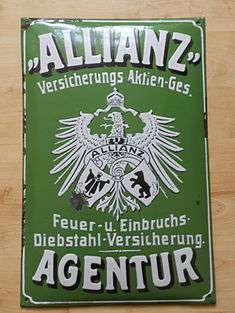 „ALLIANZ”
Versicherungs Aktien-Ges.
ALLIANZ
Feuer- u. Einbruchs-
Diebstahl-Versicherung.
AGENTUR